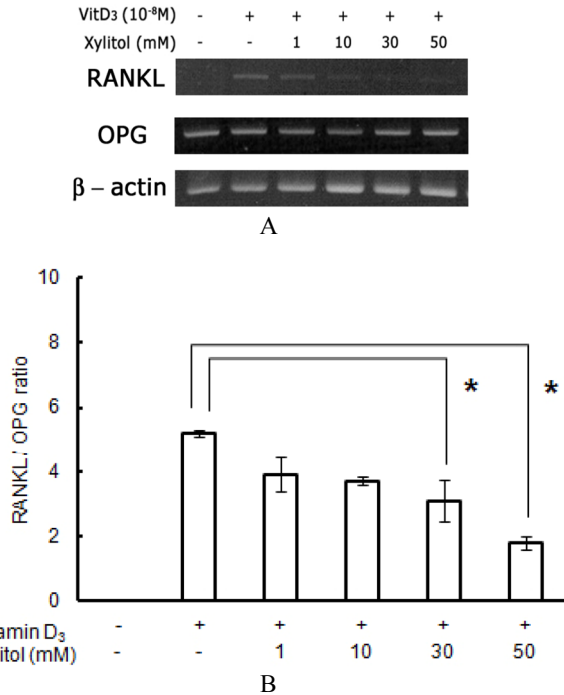 VitD₃ (10⁻⁸M) - + + + + +
Xylitol (mM) - - 1 10 30 50
RANKL
OPG
β – actin
A
10
8
6
4
2
0
RANKL/ OPG ratio
* *
amin D₃ - + + + + +
litol (mM) - - 1 10 30 50
B